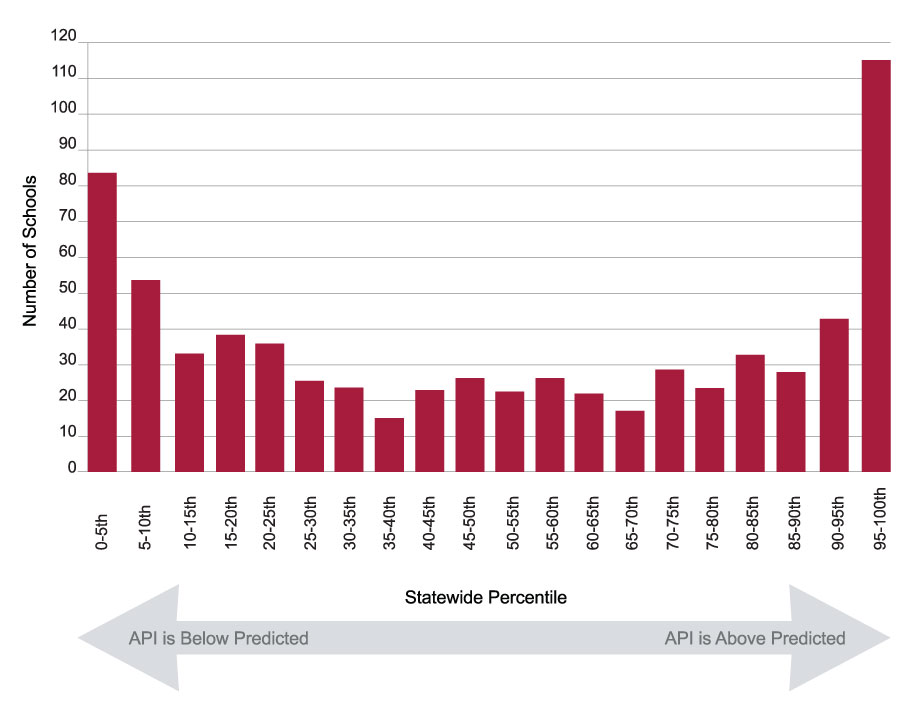 120
110
100
90
80
70
60
50
40
30
20
10
0
Number of Schools
0-5th
5-10th
10-15th
15-20th
20-25th
25-30th
30-35th
35-40th
40-45th
45-50th
50-55th
55-60th
60-65th
65-70th
70-75th
75-80th
80-85th
85-90th
90-95th
95-100th
Statewide Percentile
API is Below Predicted
API is Above Predicted